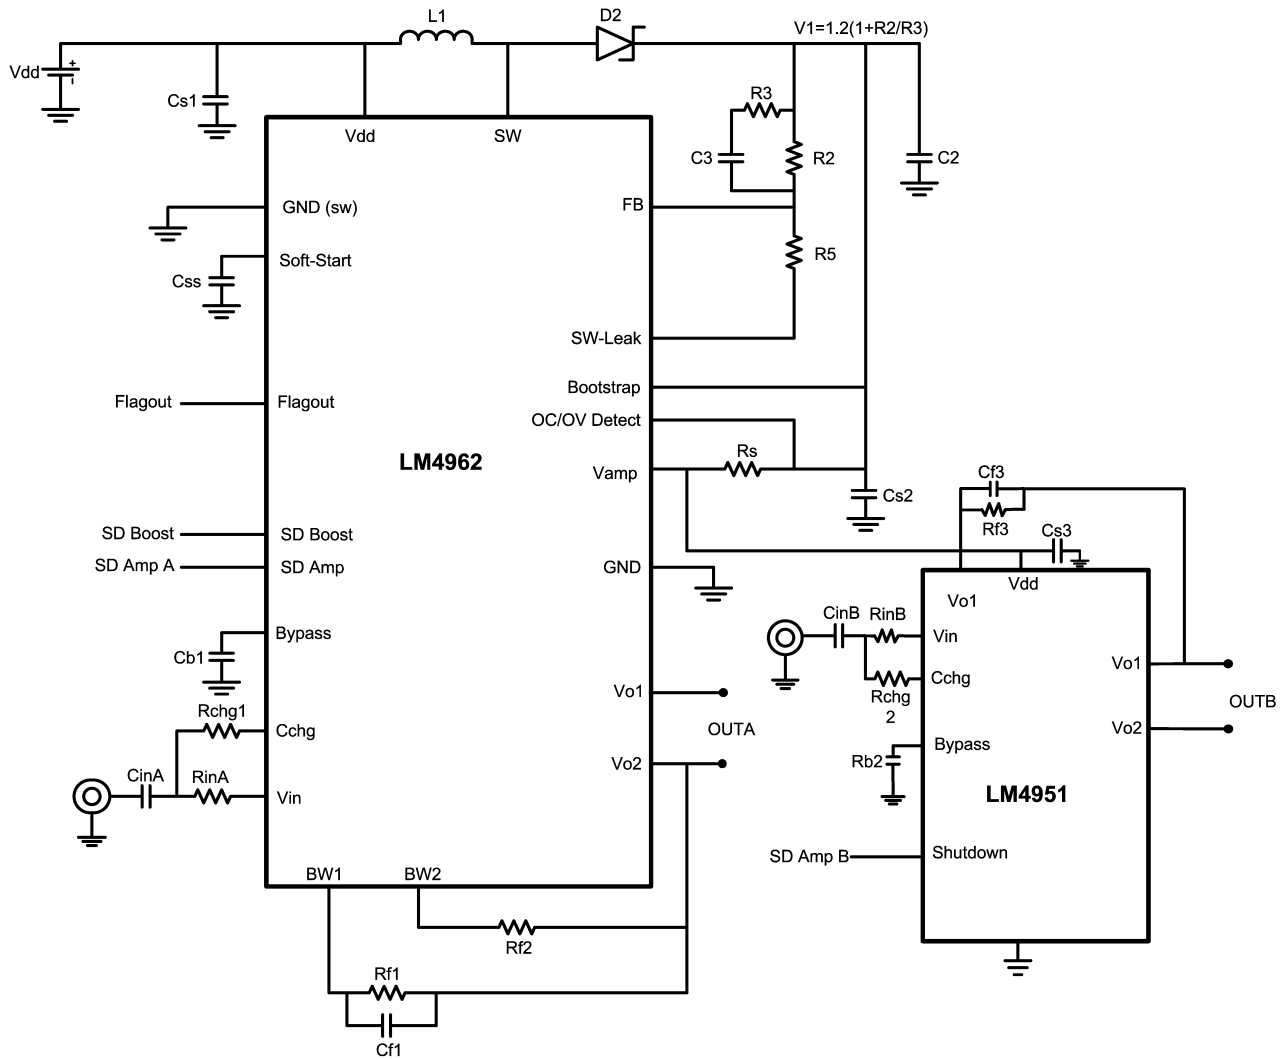 L1
D2
V1=1.2(1+R2/R3)
Vdd
+
-
Cs1
Vdd
SW
R3
C3
R2
C2
GND (sw)
FB
Soft-Start
R5
Css
SW-Leak
Bootstrap
Flagout
Flagout
OC/OV Detect
Rs
LM4962
Vamp
Cf3
Cs2
Rf3
Cs3
SD Boost
SD Boost
SD Amp A
SD Amp
GND
Vdd
Vo1
CinB
RinB
Vin
Bypass
Cb1
Vo1
Cchg
Vo1
Rchg
2
OUTB
Rchg1
Cchg
OUTA
Vo2
Bypass
Rb2
Vo2
CinA
RinA
Vin
LM4951
SD Amp B
Shutdown
BW1
BW2
Rf2
Rf1
Cf1